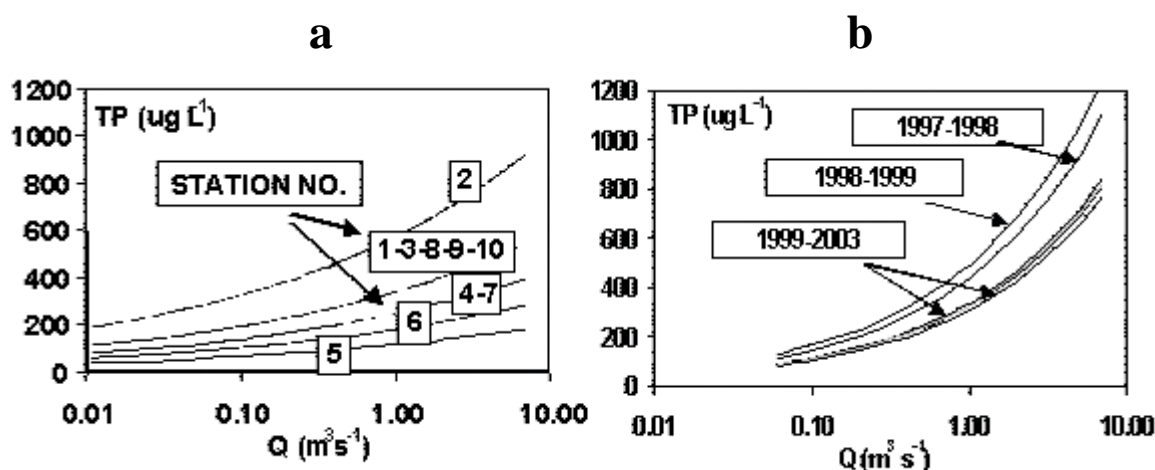 a
b
1200
1000
800
600
400
200
0
TP (ug L-1)
STATION NO.
2
1-3-8-9-10
4-7
6
5
0.01 0.10 1.00 10.00
Q (m3s-1)
1200
1000
800
600
400
200
0
TP (ug L-1)
1997-1998
1998-1999
1999-2003
0.01 0.10 1.00 10.00
Q (m3 s-1)